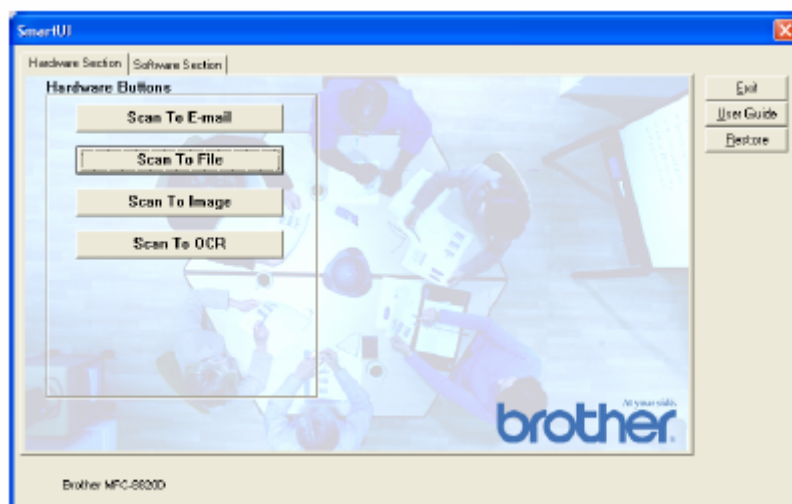 SmartUI
Hardware Section Software Section
Hardware Buttons
Scan To E-mail
Scan To File
Scan To Image
Scan To OCR
Exit
User Guide
Restore
At your side.
brother
Brother MFC-8820D